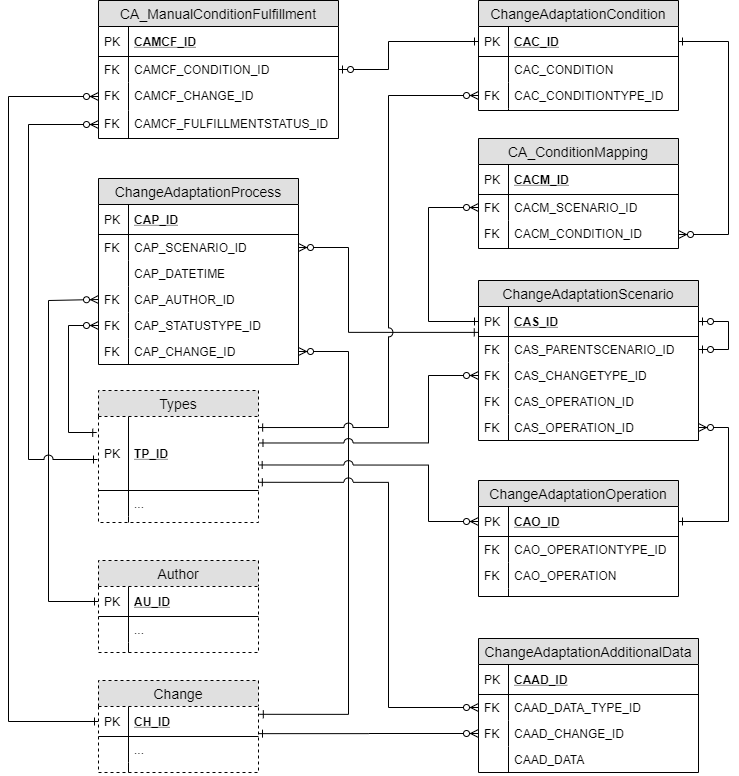 CA_ManualConditionFulfillment
PK CAMCF_ID
FK CAMCF_CONDITION_ID
FK CAMCF_CHANGE_ID
FK CAMCF_FULFILLMENTSTATUS_ID
ChangeAdaptationCondition
PK CAC_ID
CAC_CONDITION
FK CAC_CONDITIONTYPE_ID
CA_ConditionMapping
PK CACM_ID
FK CACM_SCENARIO_ID
FK CACM_CONDITION_ID
ChangeAdaptationProcess
PK CAP_ID
FK CAP_SCENARIO_ID
CAP_DATETIME
FK CAP_AUTHOR_ID
FK CAP_STATUSTYPE_ID
FK CAP_CHANGE_ID
ChangeAdaptationScenario
PK CAS_ID
FK CAS_PARENTSCENARIO_ID
FK CAS_CHANGETYPE_ID
FK CAS_OPERATION_ID
FK CAS_OPERATION_ID
Types
PK TP_ID
...
ChangeAdaptationOperation
PK CAO_ID
FK CAO_OPERATIONTYPE_ID
FK CAO_OPERATION
Author
PK AU_ID
...
ChangeAdaptationAdditionalData
PK CAAD_ID
FK CAAD_DATA_TYPE_ID
FK CAAD_CHANGE_ID
CAAD_DATA
Change
PK CH_ID
...